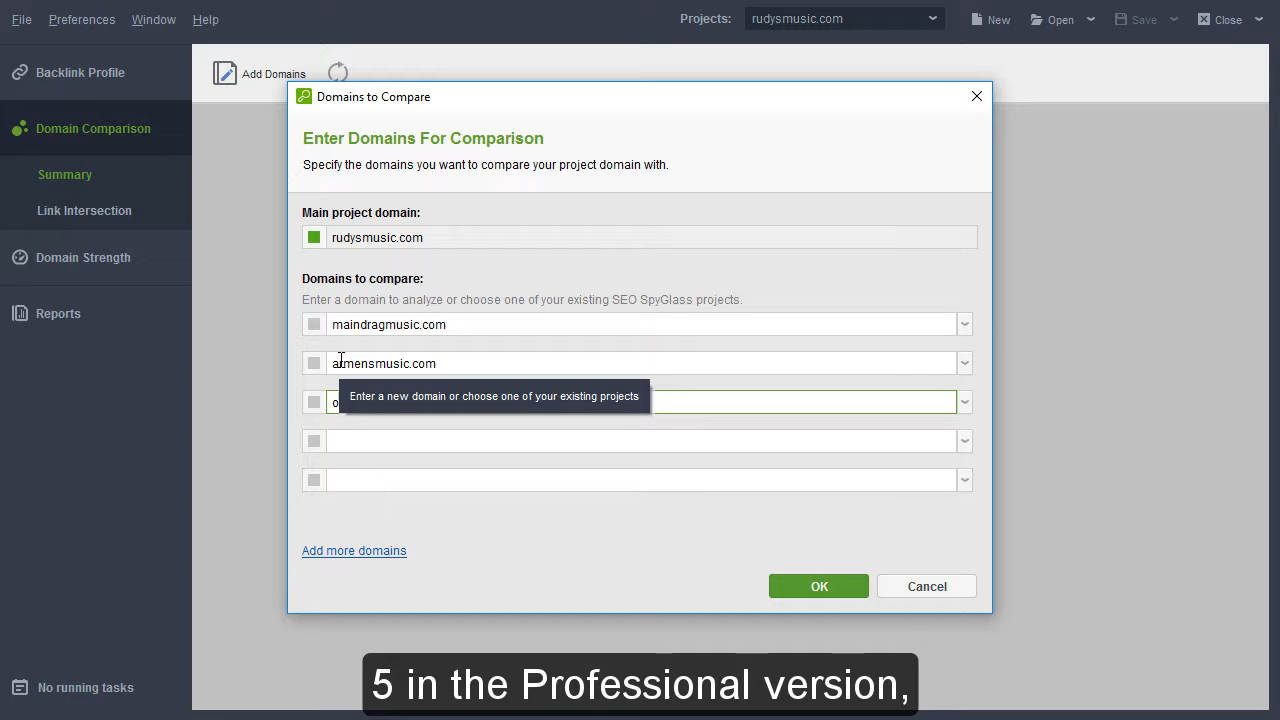 File Preferences Window Help Projects: rudysmusic.com New Open Save Close
Backlink Profile
Add Domains
Domain Comparison
Summary
Link Intersection
Domain Strength
Reports
No running tasks
Domains to Compare
Enter Domains For Comparison
Specify the domains you want to compare your project domain with.
Main project domain:
rudysmusic.com
Domains to compare:
Enter a domain to analyze or choose one of your existing SEO SpyGlass projects.
maindragmusic.com
armensmusic.com
Enter a new domain or choose one of your existing projects
o
Add more domains
OK Cancel
5 in the Professional version,